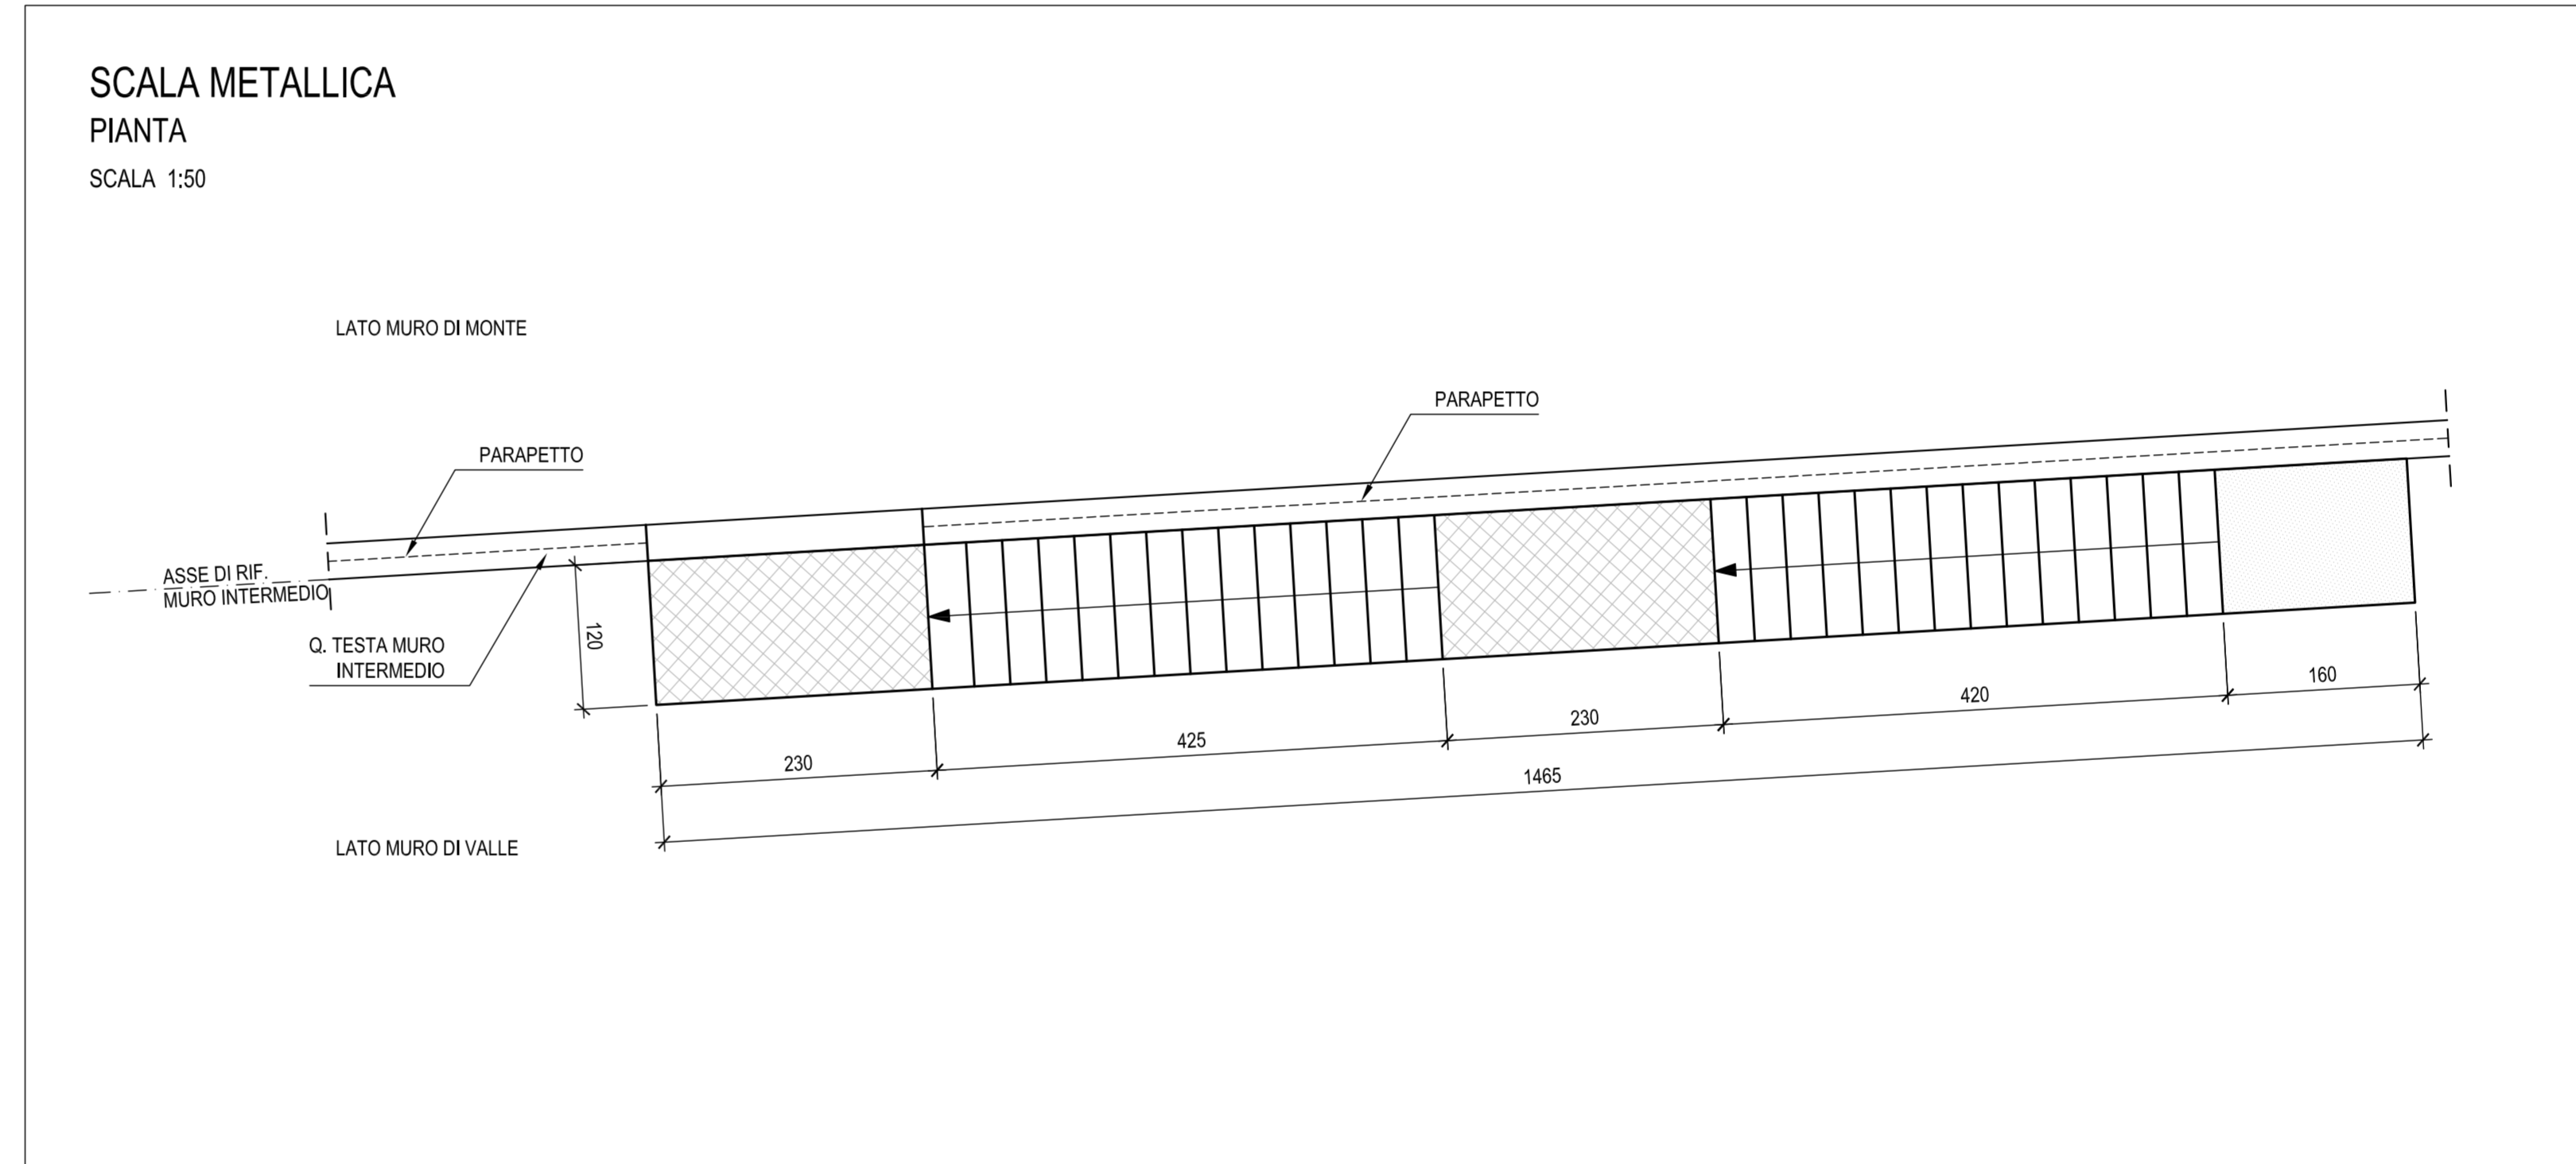 SCALA METALLICA
PIANTA
SCALA 1:50
LATO MURO DI MONTE
PARAPETTO
PARAPETTO
ASSE DI RIF.
MURO INTERMEDIO
Q. TESTA MURO
INTERMEDIO
120
230
425
230
420
160
1465
LATO MURO DI VALLE